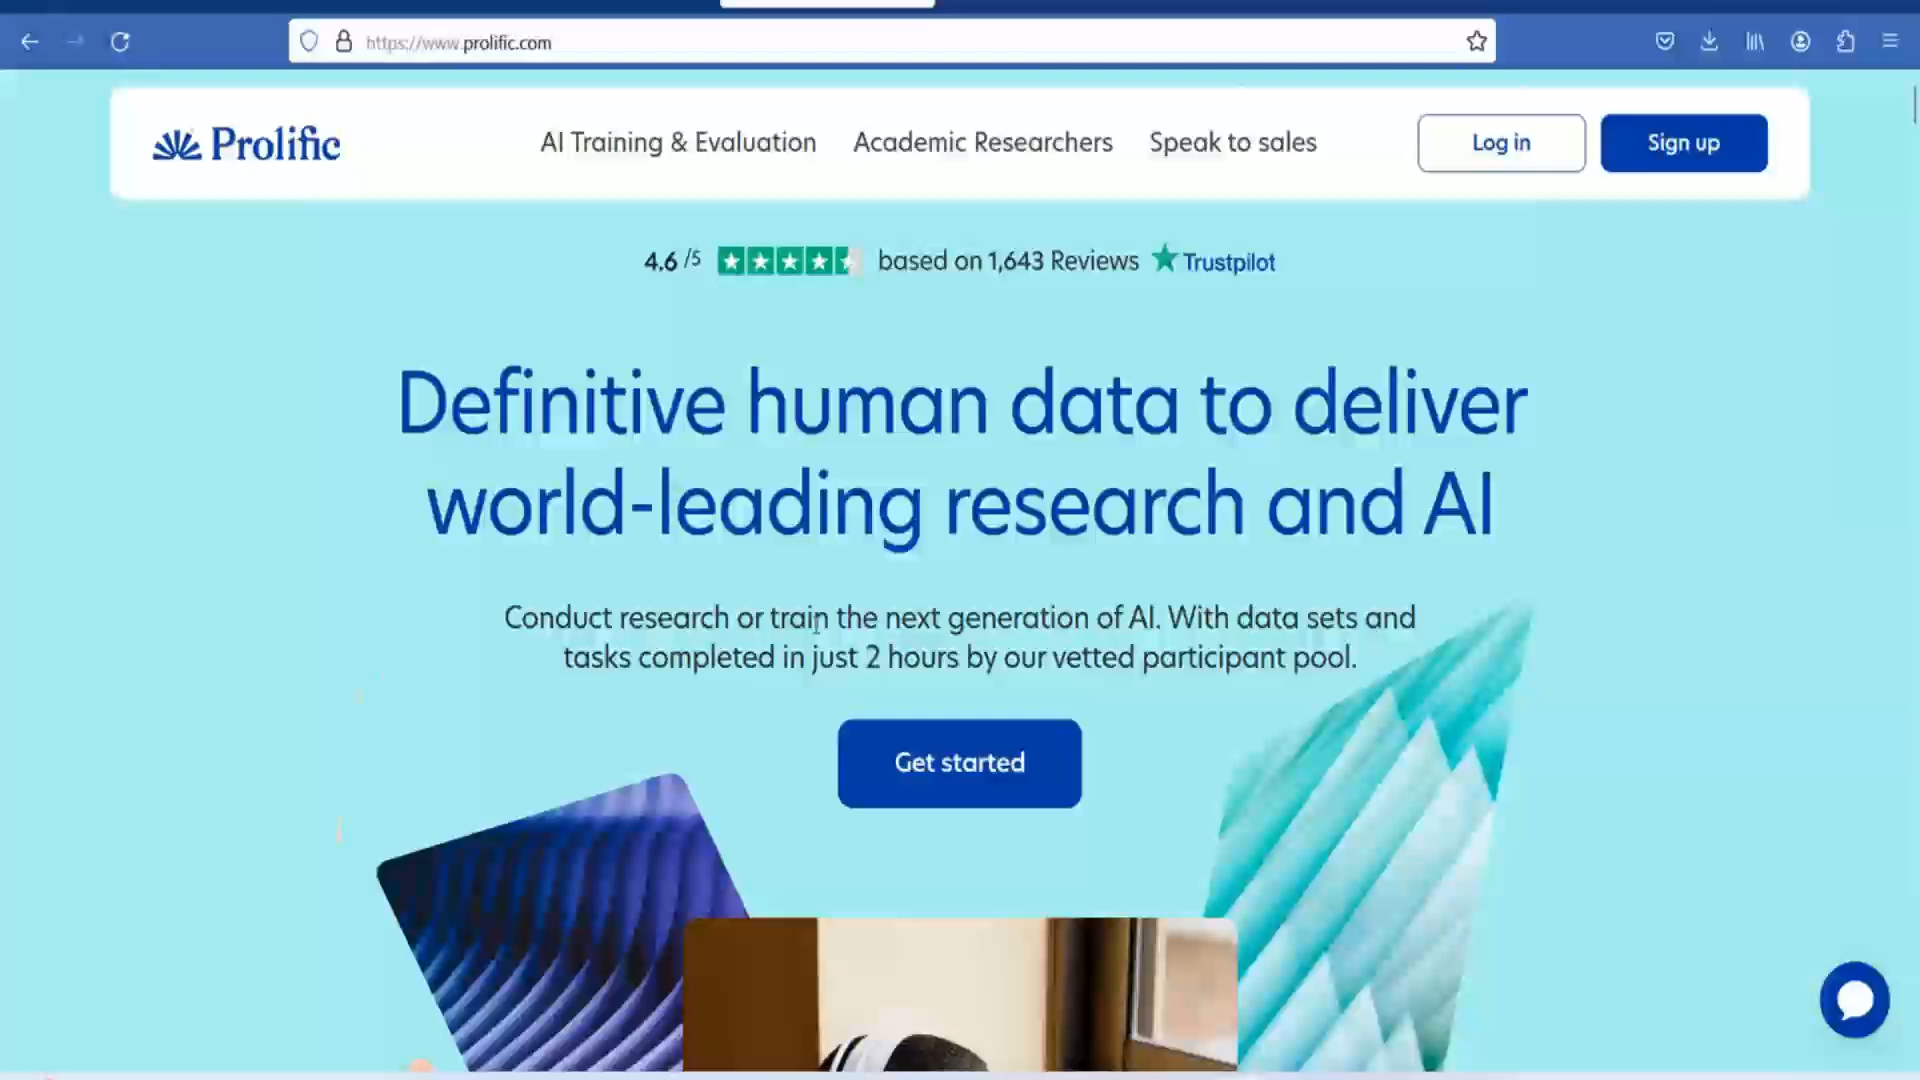 https://www.prolific.com
Prolific
AI Training & Evaluation
Academic Researchers
Speak to sales
Log in
Sign up
4.6 /5 based on 1,643 Reviews Trustpilot
Definitive human data to deliver
world-leading research and AI
Conduct research or train the next generation of AI. With data sets and
tasks completed in just 2 hours by our vetted participant pool.
Get started